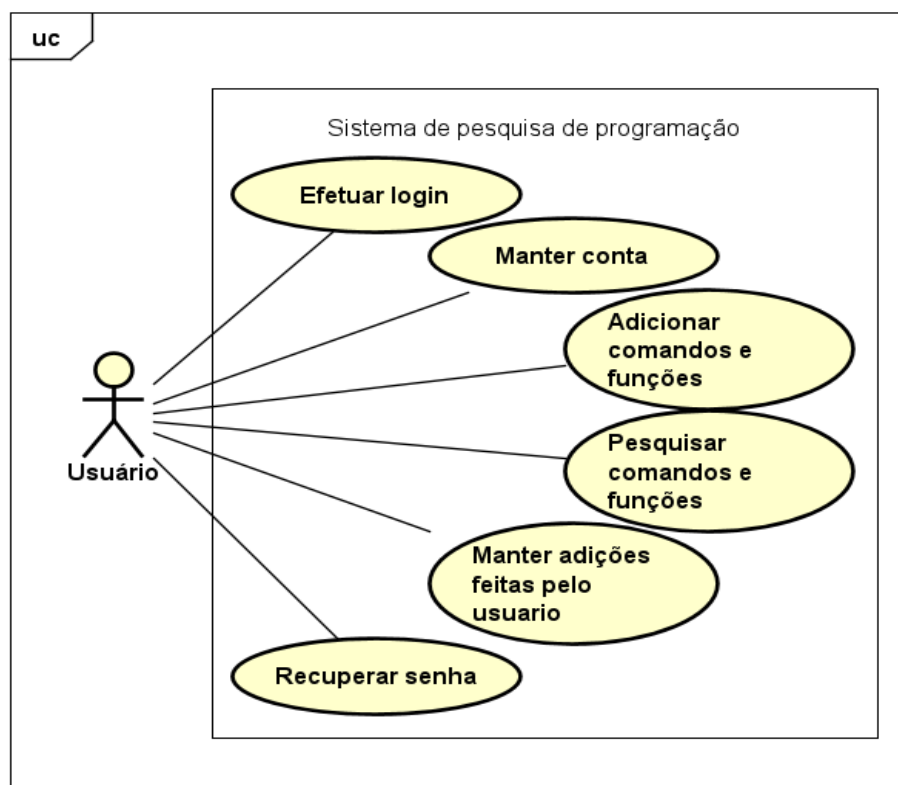 uc
Sistema de pesquisa de programação
Efetuar login
Manter conta
Adicionar
comandos e
funções
Pesquisar
comandos e
funções
Usuário
Manter adições
feitas pelo
usuario
Recuperar senha